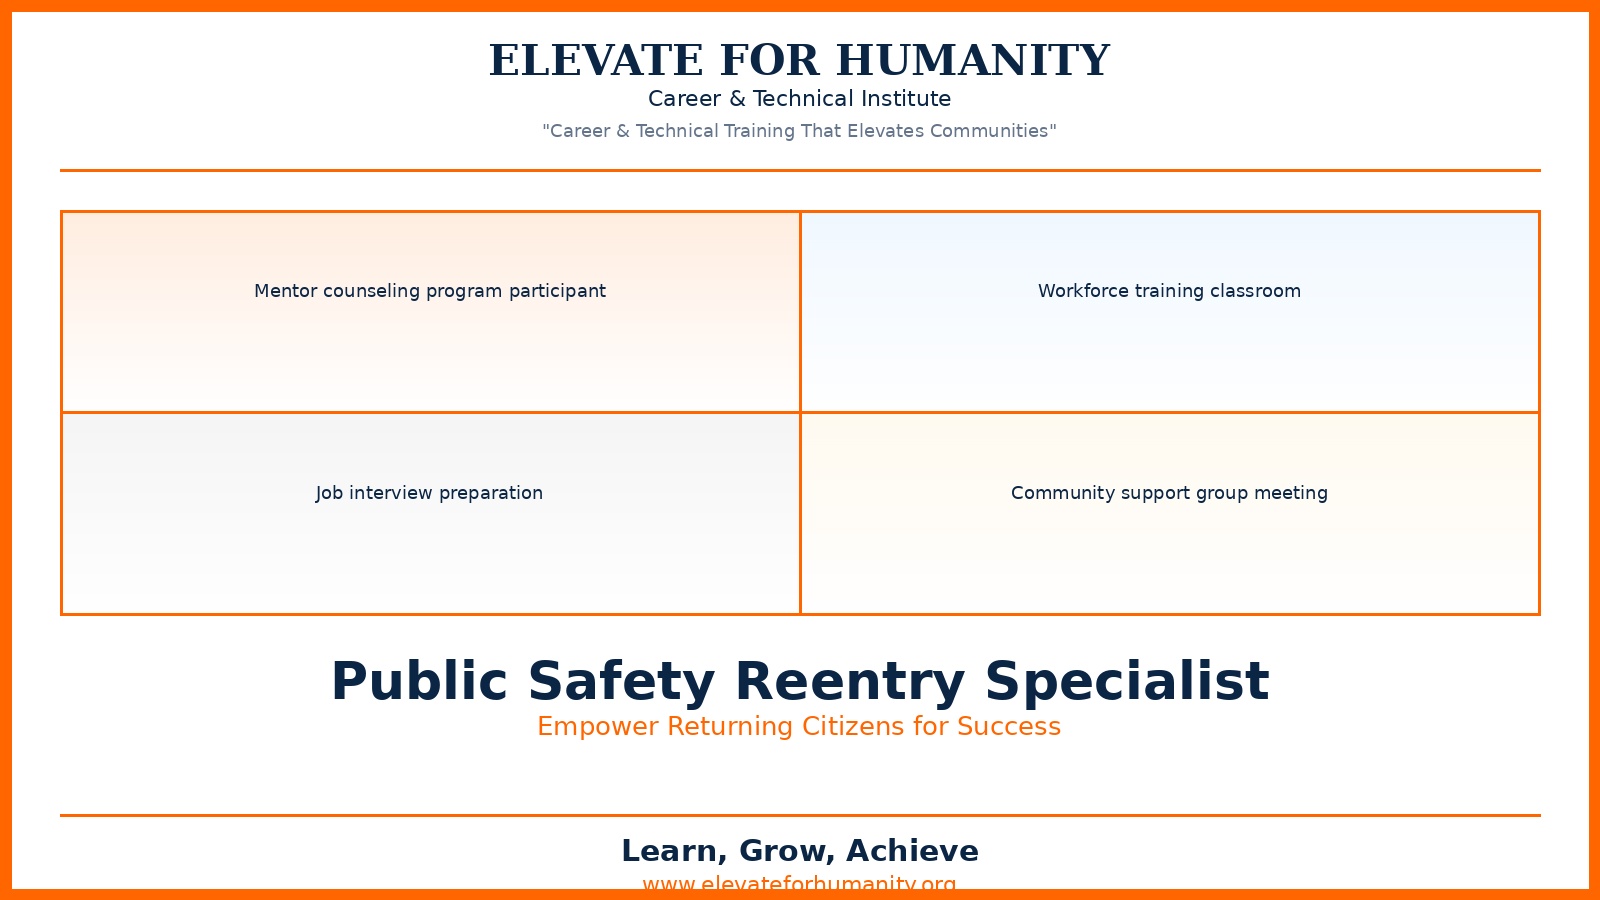 ELEVATE FOR HUMANITY
Career & Technical Institute
"Career & Technical Training That Elevates Communities"
Mentor counseling program participant
Workforce training classroom
Job interview preparation
Community support group meeting
Public Safety Reentry Specialist
Empower Returning Citizens for Success
Learn, Grow, Achieve
www.elevateforhumanity.org